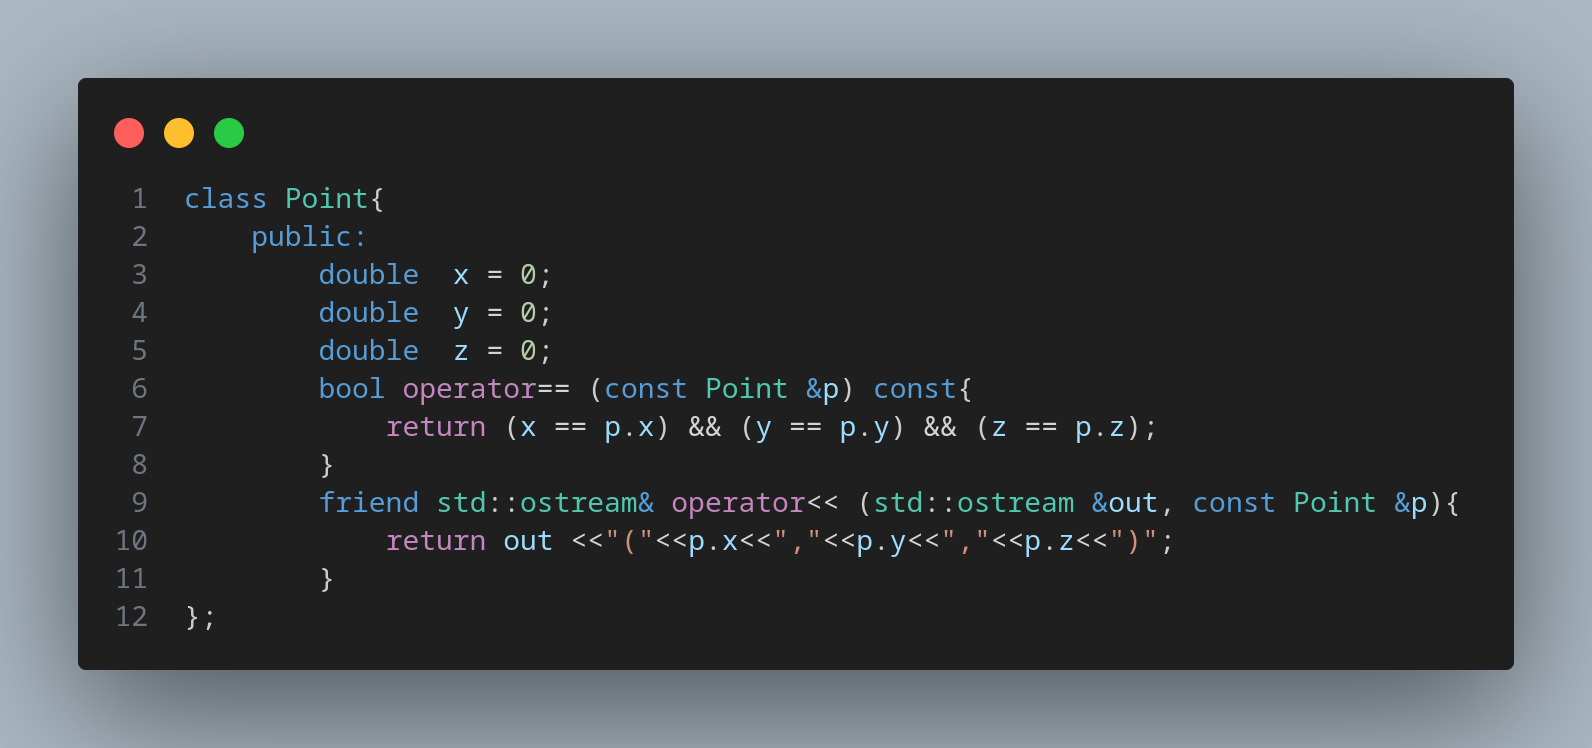 1 class Point{
2     public:
3         double  x = 0;
4         double  y = 0;
5         double  z = 0;
6         bool operator== (const Point &p) const{
7             return (x == p.x) && (y == p.y) && (z == p.z);
8         }
9         friend std::ostream& operator<< (std::ostream &out, const Point &p){
10             return out <<"("<<p.x<<","<<p.y<<","<<p.z<<")";
11         }
12 };